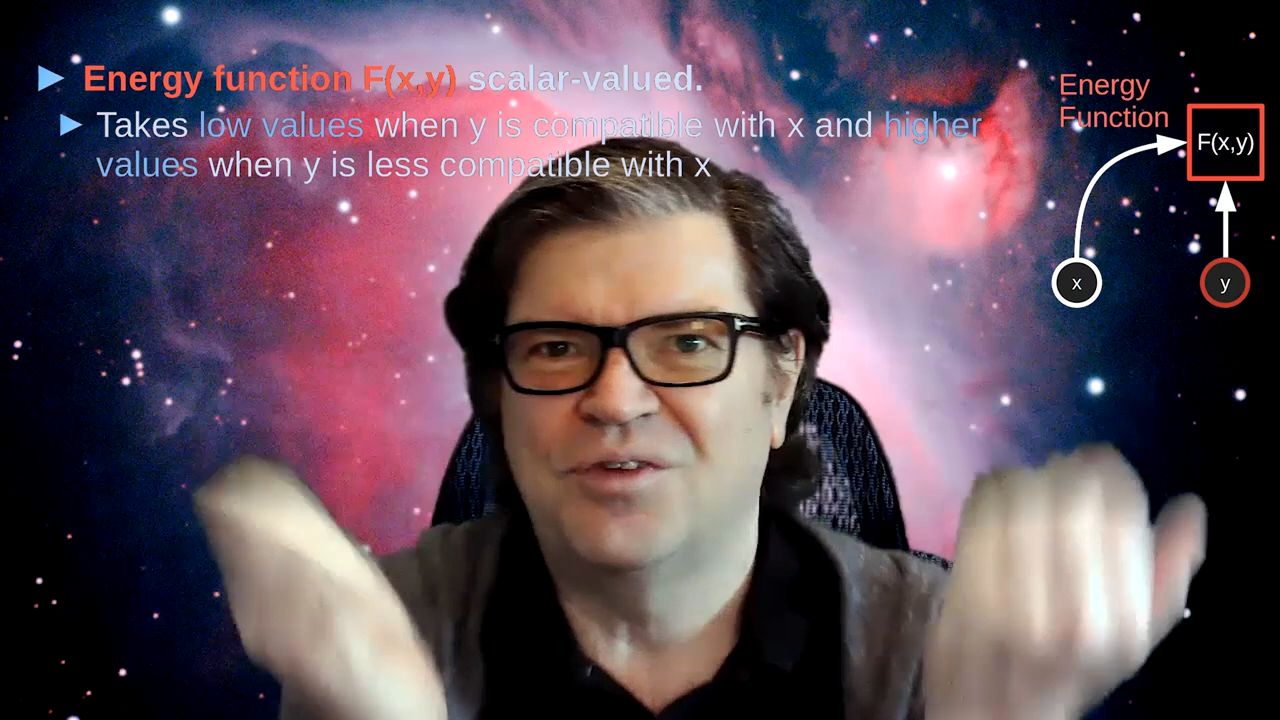 Energy function F(x,y) scalar-valued.
Takes low values when y is compatible with x and higher
values when y is less compatible with x
Energy
Function
F(x,y)
x
y